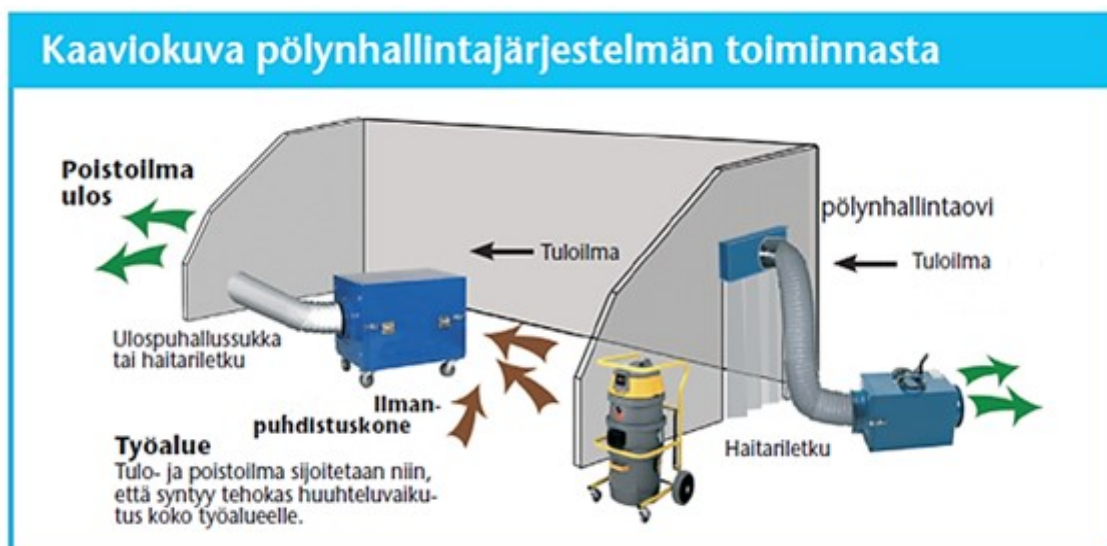 Kaaviokuva pölynhallintajärjestelmän toiminnasta
Poistoilma
ulos
pölynhallintaovi
Tuloilma
Tuloilma
Ulospuhallussukka
tai haitariletku
Ilman-
puhdistuskone
Työalue
Tulo- ja poistoilma sijoitetaan niin,
että syntyy tehokas huuhteluvaiku-
tus koko työalueelle.
Haitariletku